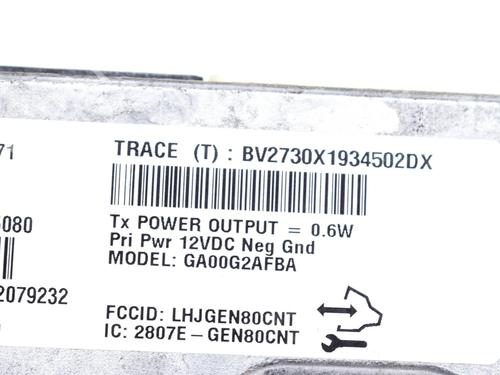 71
TRACE (T) : BV2730X1934502DX
5080
Tx POWER OUTPUT = 0.6W
Pri Pwr 12VDC Neg Gnd
MODEL: GA00G2AFBA
2079232
FCCID: LHJGEN80CNT
IC: 2807E-GEN80CNT